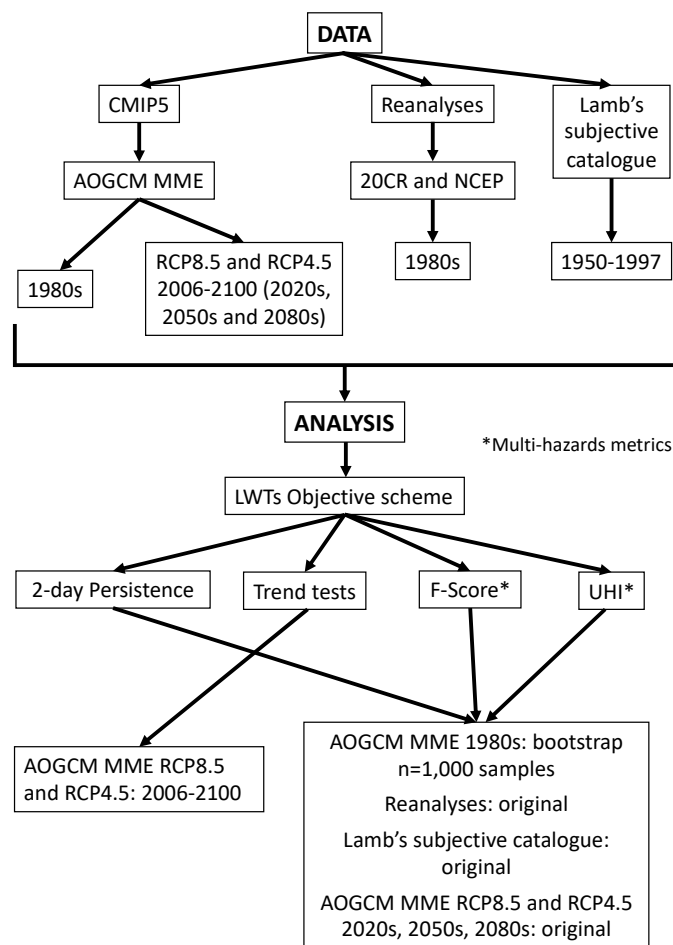 DATA
CMIP5
Reanalyses
Lamb's
subjective
catalogue
AOGCM MME
20CR and NCEP
1980s
RCP8.5 and RCP4.5
2006-2100 (2020s,
2050s and 2080s)
1980s
1950-1997
ANALYSIS
*Multi-hazards metrics
LWTs Objective scheme
2-day Persistence
Trend tests
F-Score*
UHI*
AOGCM MME RCP8.5
and RCP4.5: 2006-2100
AOGCM MME 1980s: bootstrap
n=1,000 samples
Reanalyses: original
Lamb's subjective catalogue:
original
AOGCM MME RCP8.5 and RCP4.5
2020s, 2050s, 2080s: original